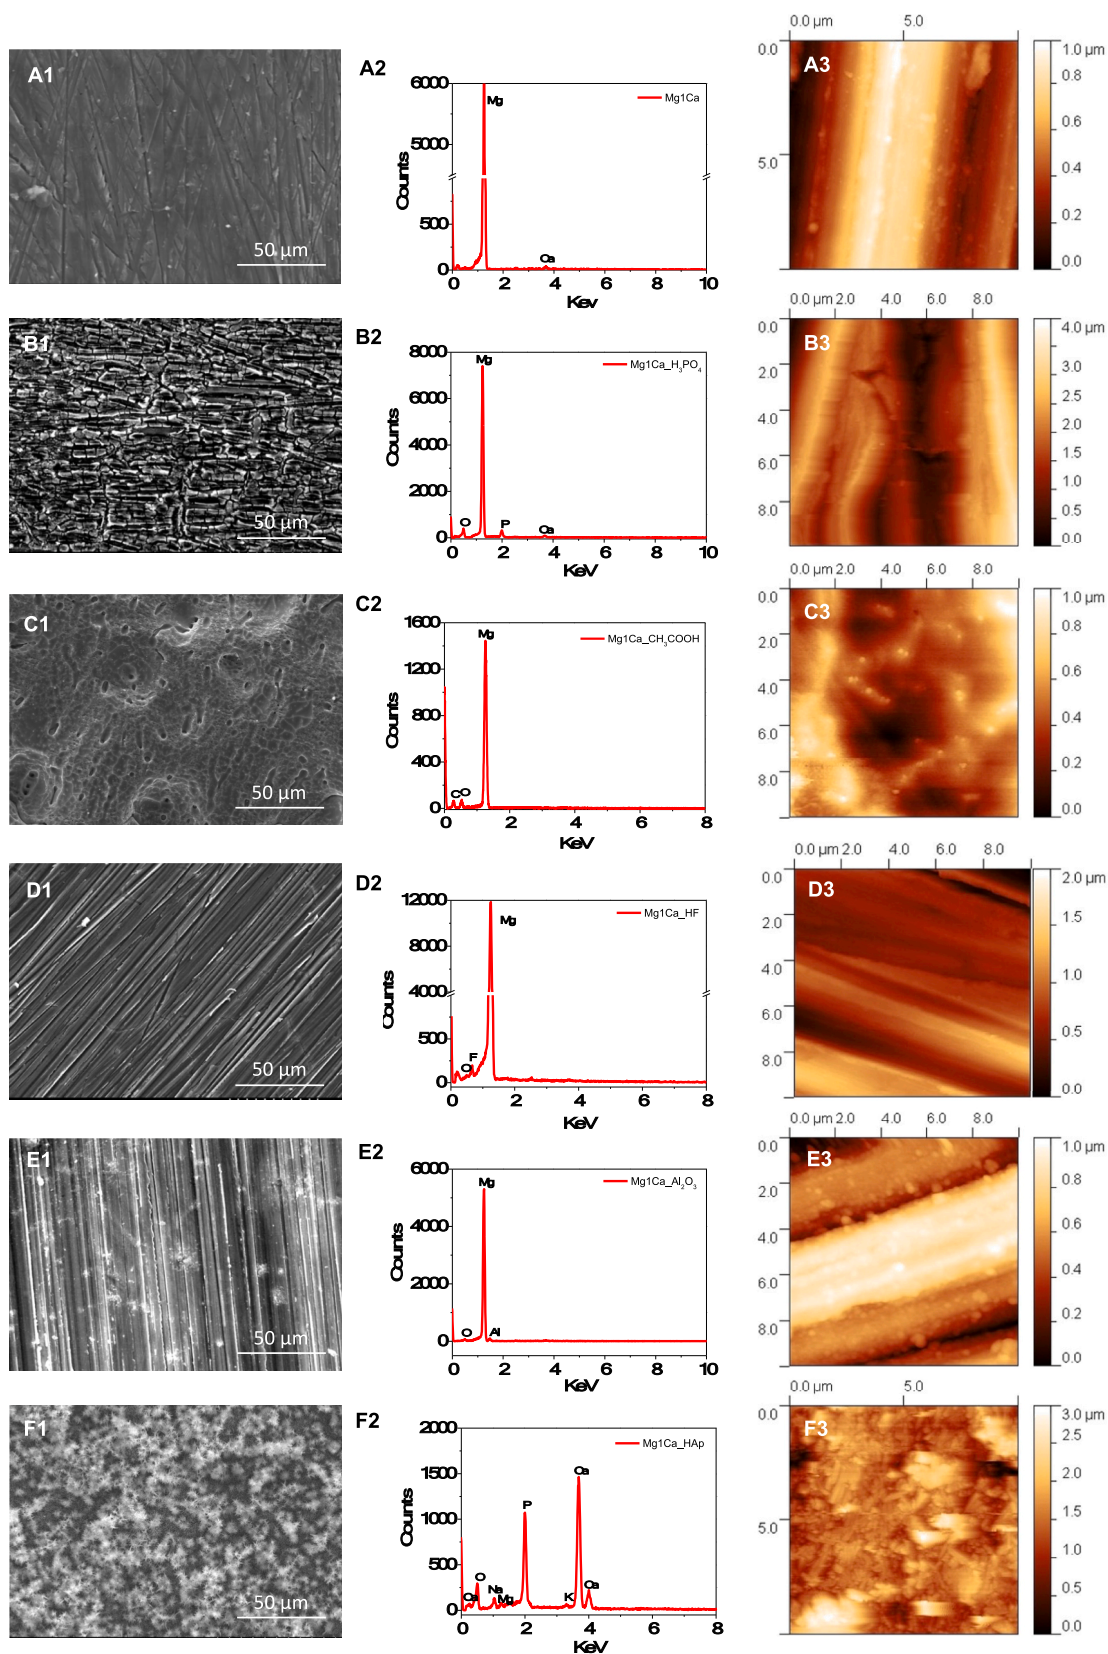 A1
50 µm
A2
6000
5000
500
0
Counts
Mg
Ca
Mg1Ca
0 2 4 6 8 10
Kev
A3
0.0 µm 5.0
0.0
5.0
1.0 µm
0.8
0.6
0.4
0.2
0.0
B1
50 µm
B2
8000
6000
4000
2000
0
Counts
Mg
O
P
Ca
Mg1Ca_H₃PO₄
0 2 4 6 8 10
KeV
B3
0.0 µm 2.0 4.0 6.0 8.0
0.0
2.0
4.0
6.0
8.0
4.0 µm
3.0
2.5
2.0
1.5
1.0
0.0
C1
50 µm
C2
1600
1200
800
400
0
Counts
Mg
C
O
Mg1Ca_CH₃COOH
0 2 4 6 8
KeV
C3
0.0 µm 2.0 4.0 6.0 8.0
0.0
2.0
4.0
6.0
8.0
1.0 µm
0.8
0.6
0.4
0.2
0.0
D1
50 µm
D2
12000
8000
4000
500
0
Counts
Mg
O
F
Mg1Ca_HF
0 2 4 6 8
KeV
D3
0.0 µm 2.0 4.0 6.0 8.0
0.0
2.0
4.0
6.0
8.0
2.0 µm
1.5
1.0
0.5
0.0
E1
50 µm
E2
6000
4000
2000
0
Counts
Mg
O
Al
Mg1Ca_Al₂O₃
0 2 4 6 8 10
KeV
E3
0.0 µm 2.0 4.0 6.0 8.0
0.0
2.0
4.0
6.0
8.0
1.0 µm
0.8
0.6
0.4
0.2
0.0
F1
50 µm
F2
2000
1500
1000
500
0
Counts
Ca
O
Na
Mg
P
K
Ca
Ca
Mg1Ca_HAp
0 2 4 6 8
KeV
F3
0.0 µm 5.0
0.0
5.0
3.0 µm
2.5
2.0
1.5
1.0
0.0